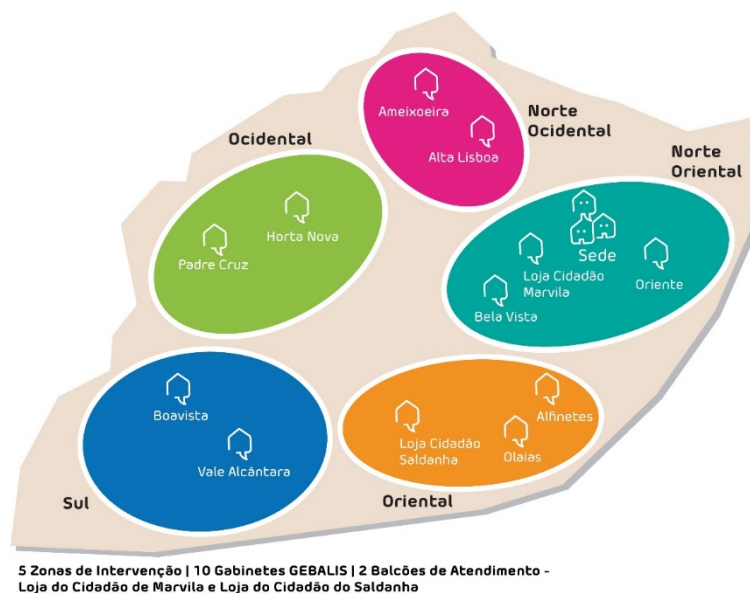 Ameixoeira
Alta Lisboa
Norte
Ocidental
Ocidental
Horta Nova
Padre Cruz
Norte
Oriental
Sede
Loja Cidadão
Marvila
Oriente
Bela Vista
Boavista
Vale Alcântara
Sul
Alfinetes
Loja Cidadão
Saldanha
Olaias
Oriental
5 Zonas de Intervenção | 10 Gabinetes GEBALIS | 2 Balcões de Atendimento -
Loja do Cidadão de Marvila e Loja do Cidadão do Saldanha